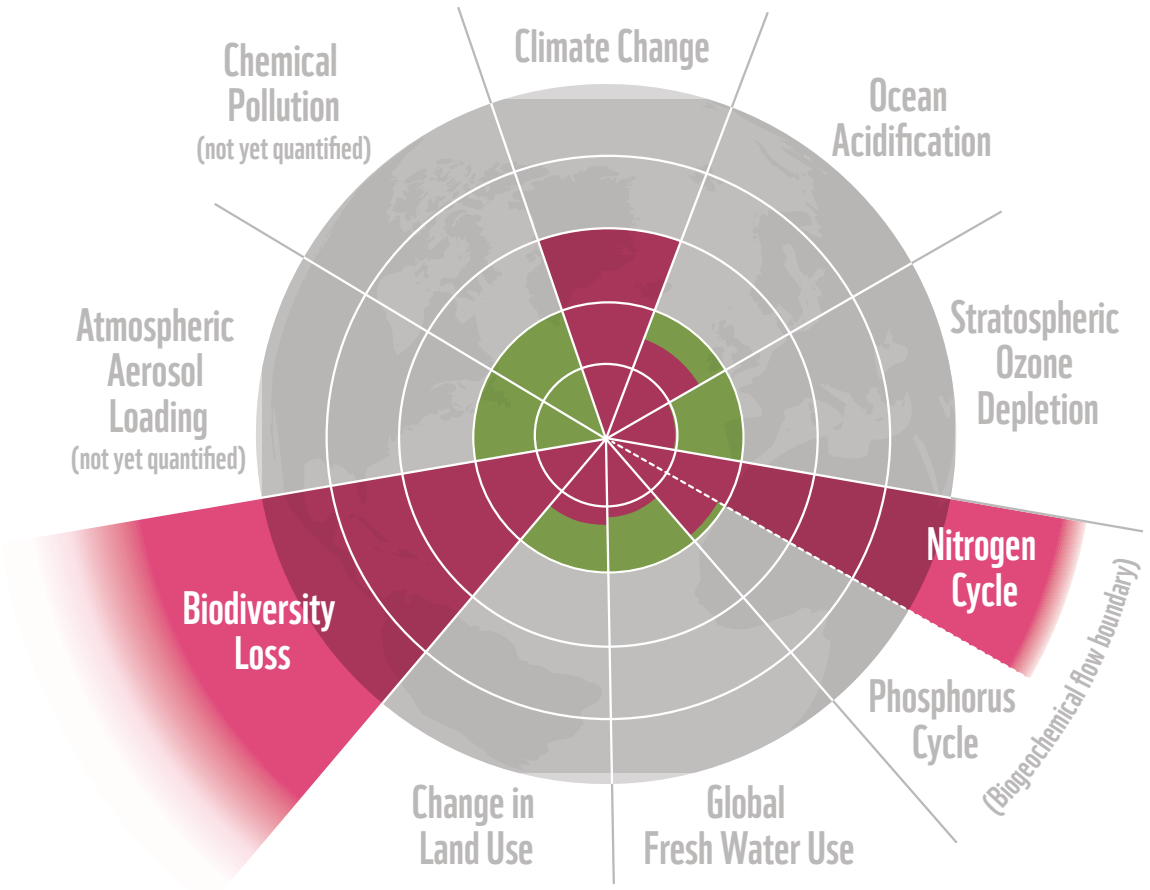 Climate Change
Ocean
Acidification
Stratospheric
Ozone
Depletion
Nitrogen
Cycle
(Biogeochemical flow boundary)
Phosphorus
Cycle
Global
Fresh Water Use
Change in
Land Use
Biodiversity
Loss
Atmospheric
Aerosol
Loading
(not yet quantified)
Chemical
Pollution
(not yet quantified)